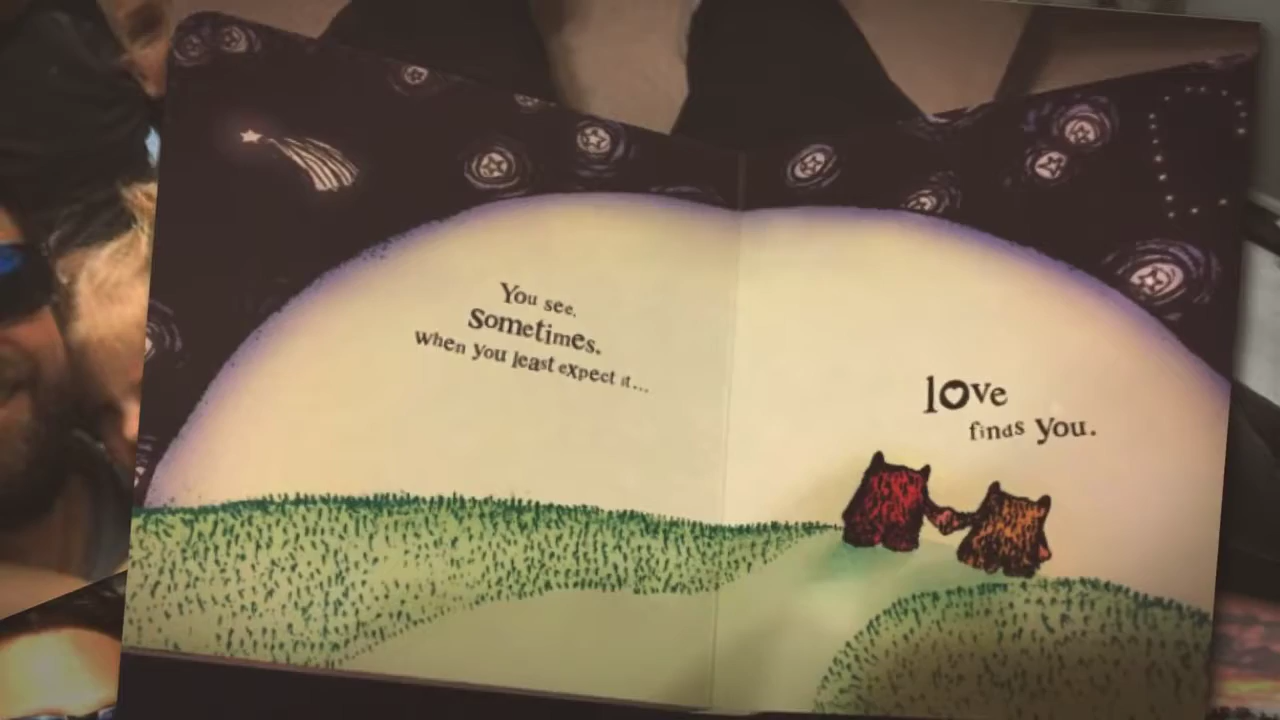 You see,
Sometimes,
when you least expect it...
love
finds you.